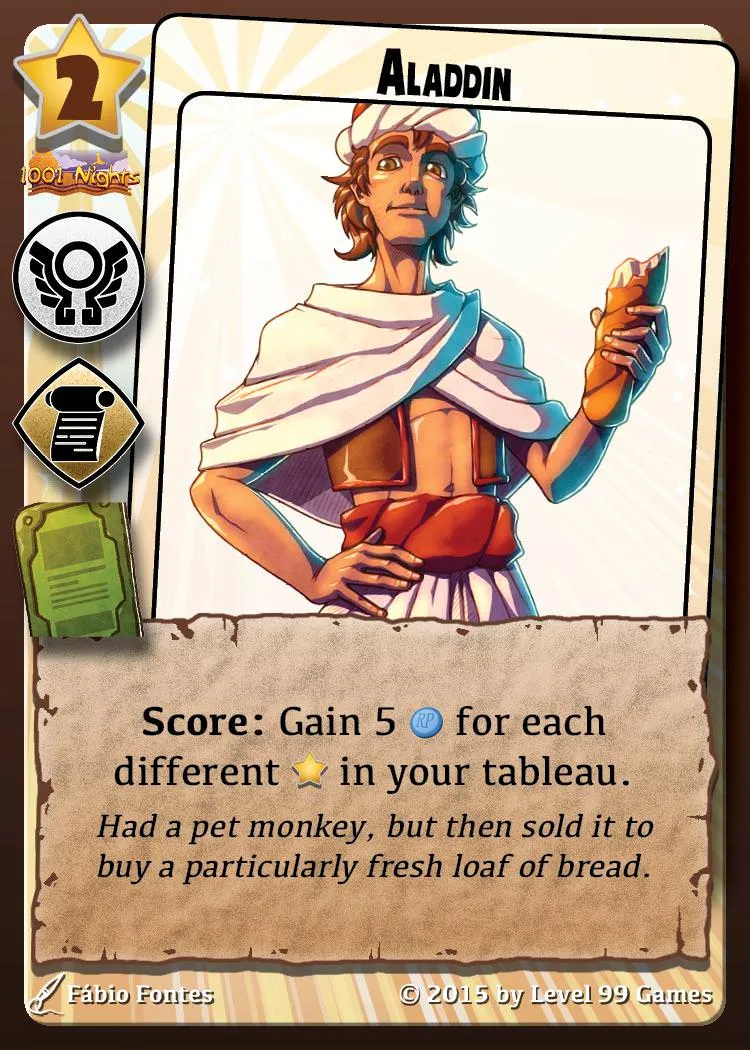 2
ALADDIN
1001 Nights
Score: Gain 5 RP for each
different in your tableau.
Had a pet monkey, but then sold it to
buy a particularly fresh loaf of bread.
Fábio Fontes
© 2015 by Level 99 Games